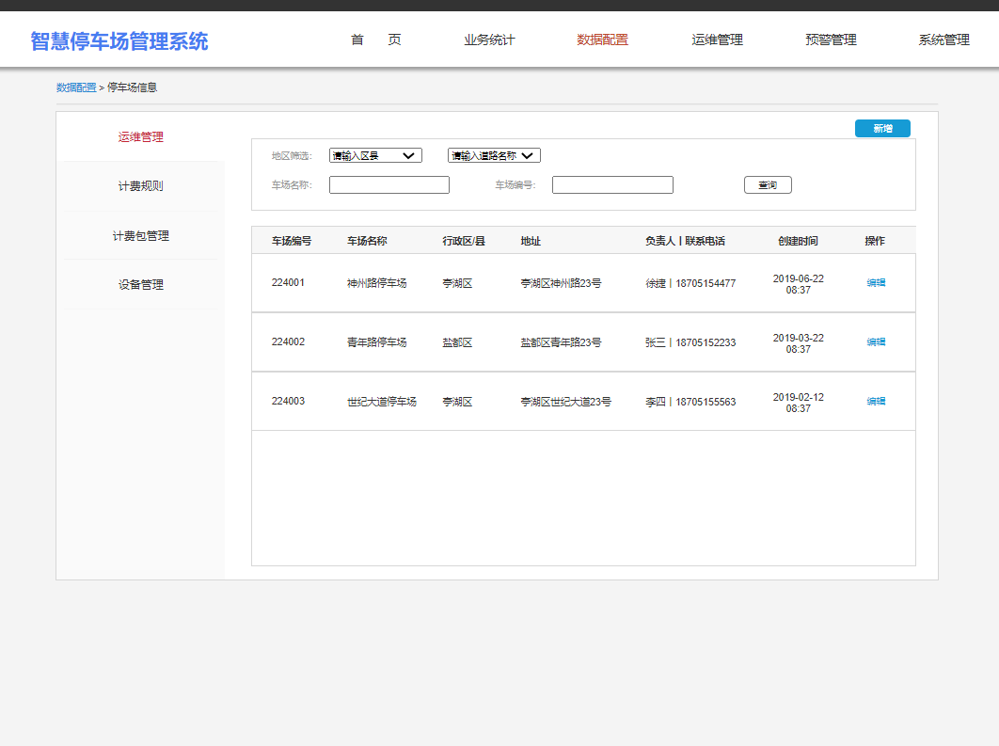 智慧停车场管理系统 首 页 业务统计 数据配置 运维管理 预警管理 系统管理
数据配置 > 停车场信息
运维管理
计费规则
计费包管理
设备管理
新增
地区筛选: 请输入区县 请输入道路名称
车场名称: 车场编号: 查询
车场编号 车场名称 行政区/县 地址 负责人丨联系电话 创建时间 操作
224001 神州路停车场 亭湖区 亭湖区神州路23号 徐捷丨18705154477 2019-06-22 08:37 编辑
224002 青年路停车场 盐都区 盐都区青年路23号 张三丨18705152233 2019-03-22 08:37 编辑
224003 世纪大道停车场 亭湖区 亭湖区世纪大道23号 李四丨18705155563 2019-02-12 08:37 编辑